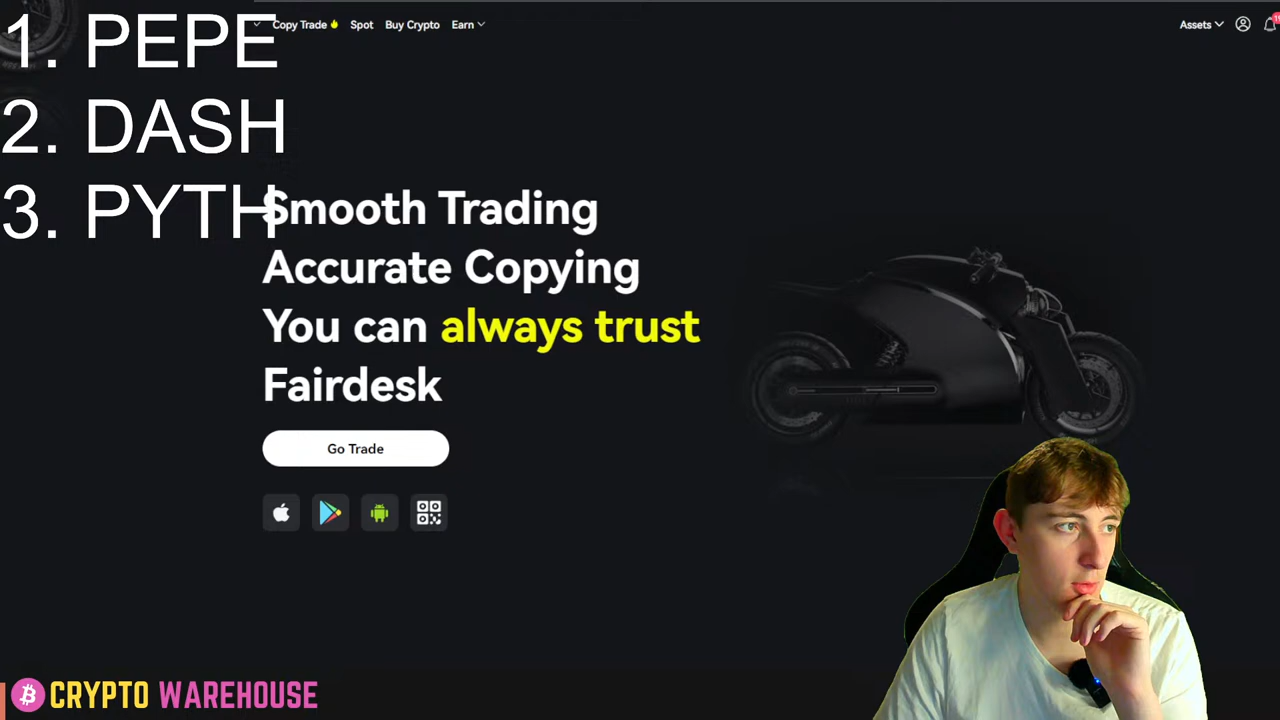 1. PEPE
2. DASH
3. PYTH
Copy Trade Spot Buy Crypto Earn
Assets
Smooth Trading
Accurate Copying
You can always trust
Fairdesk
Go Trade
CRYPTO WAREHOUSE